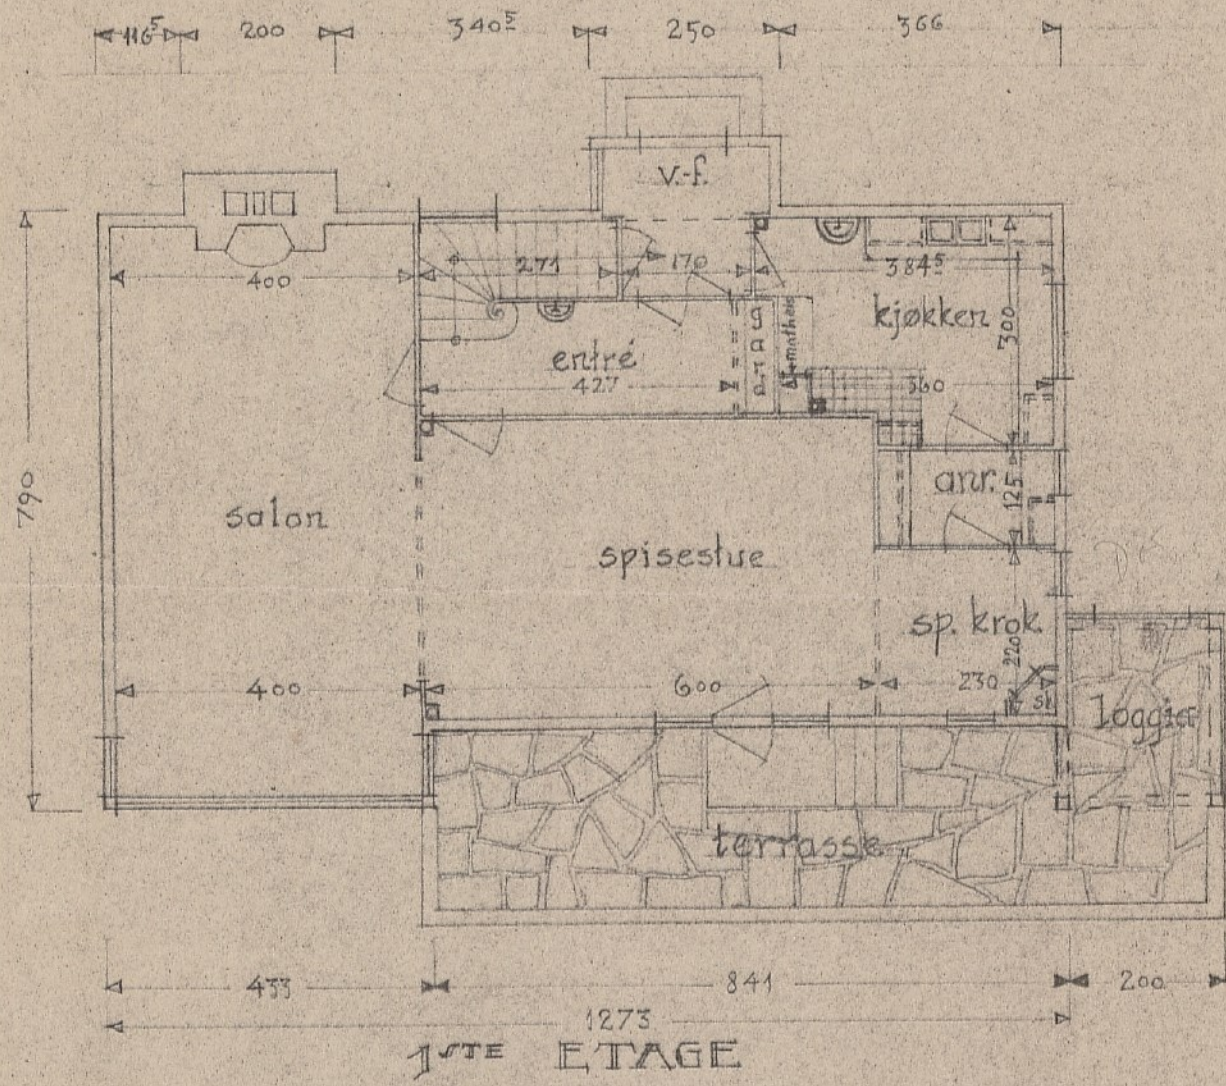 116⁵ 200 340⁵ 250 366
v.-f.
400 271 170 384⁵
kjøkken
300
entré
427
360
790
salon
anr.
125
spisestue
sp. krok
220
400 600 230
loggia
terrasse
433 841 200
1273
1STE ETAGE